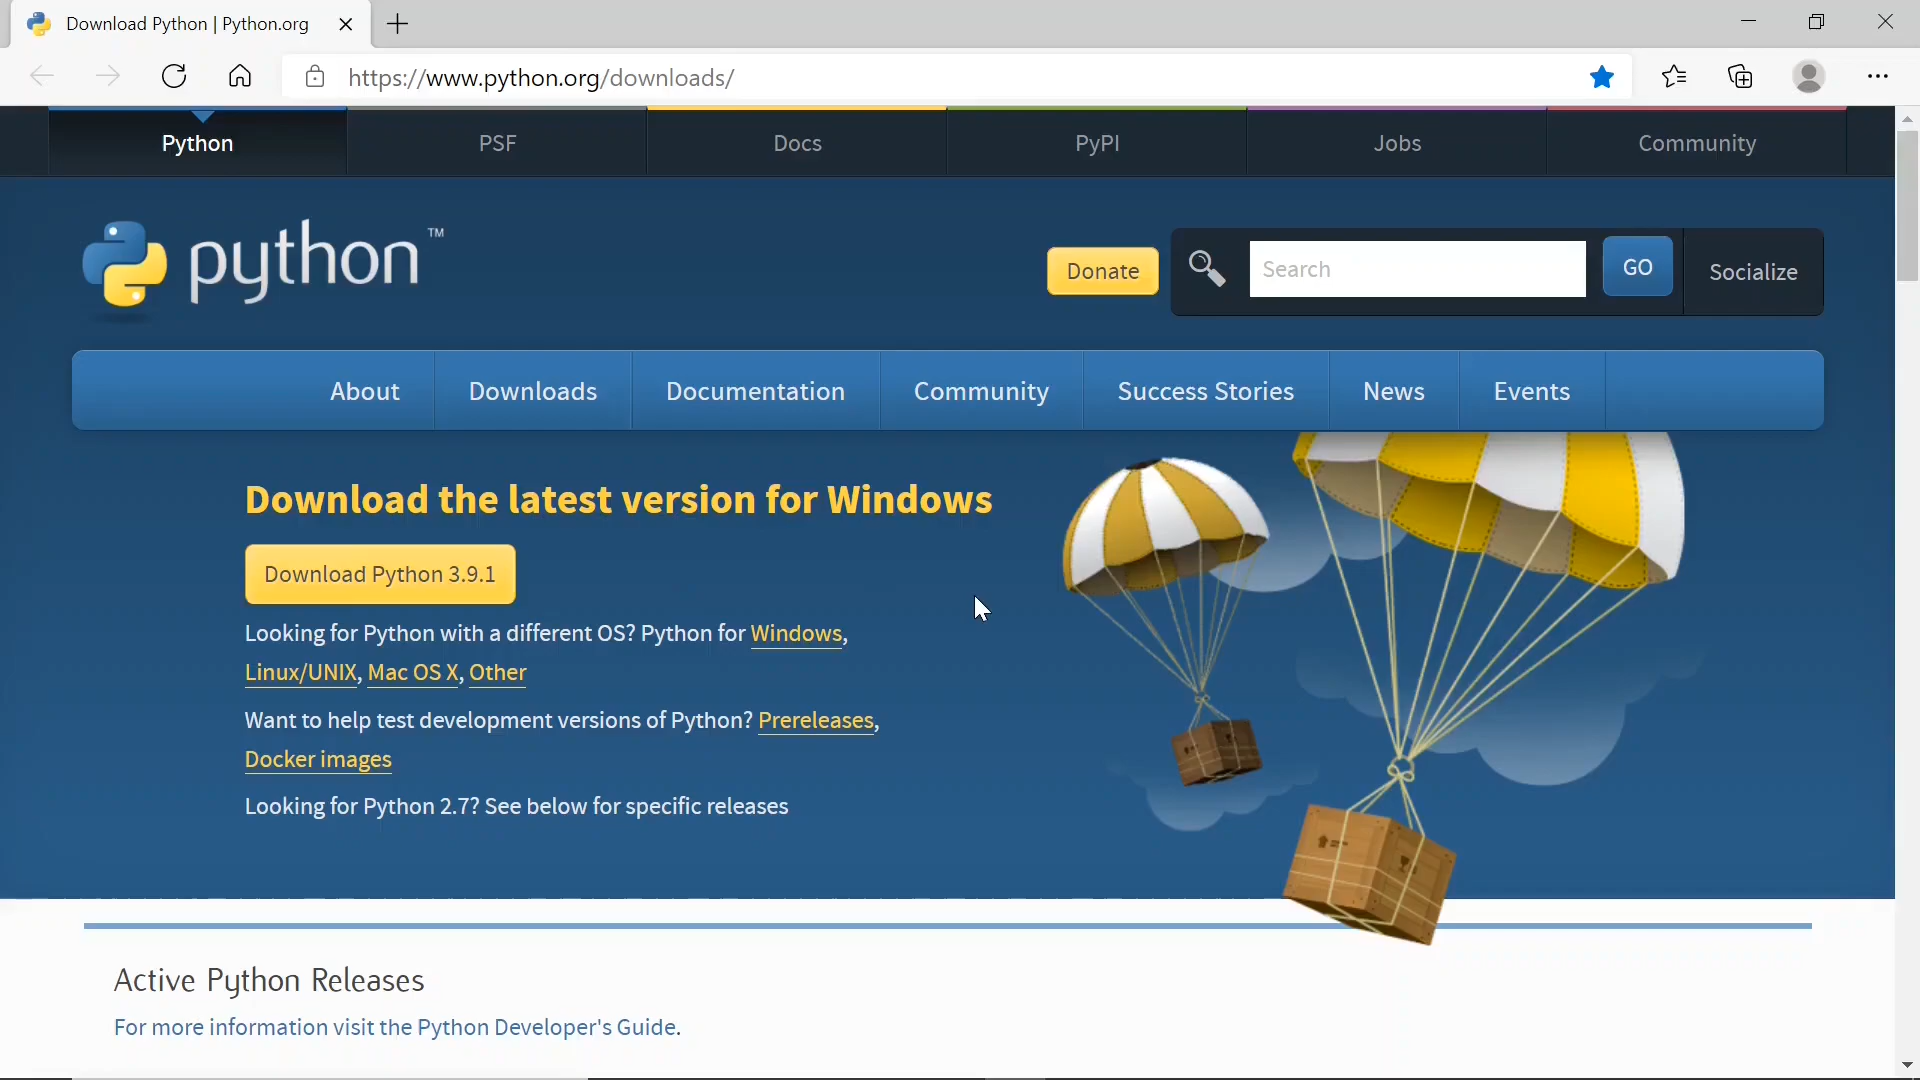 Download Python | Python.org
https://www.python.org/downloads/
Python PSF Docs PyPI Jobs Community
python™
Donate Search GO Socialize
About Downloads Documentation Community Success Stories News Events
Download the latest version for Windows
Download Python 3.9.1
Looking for Python with a different OS? Python for Windows,
Linux/UNIX, Mac OS X, Other
Want to help test development versions of Python? Prereleases,
Docker images
Looking for Python 2.7? See below for specific releases
Active Python Releases
For more information visit the Python Developer's Guide.